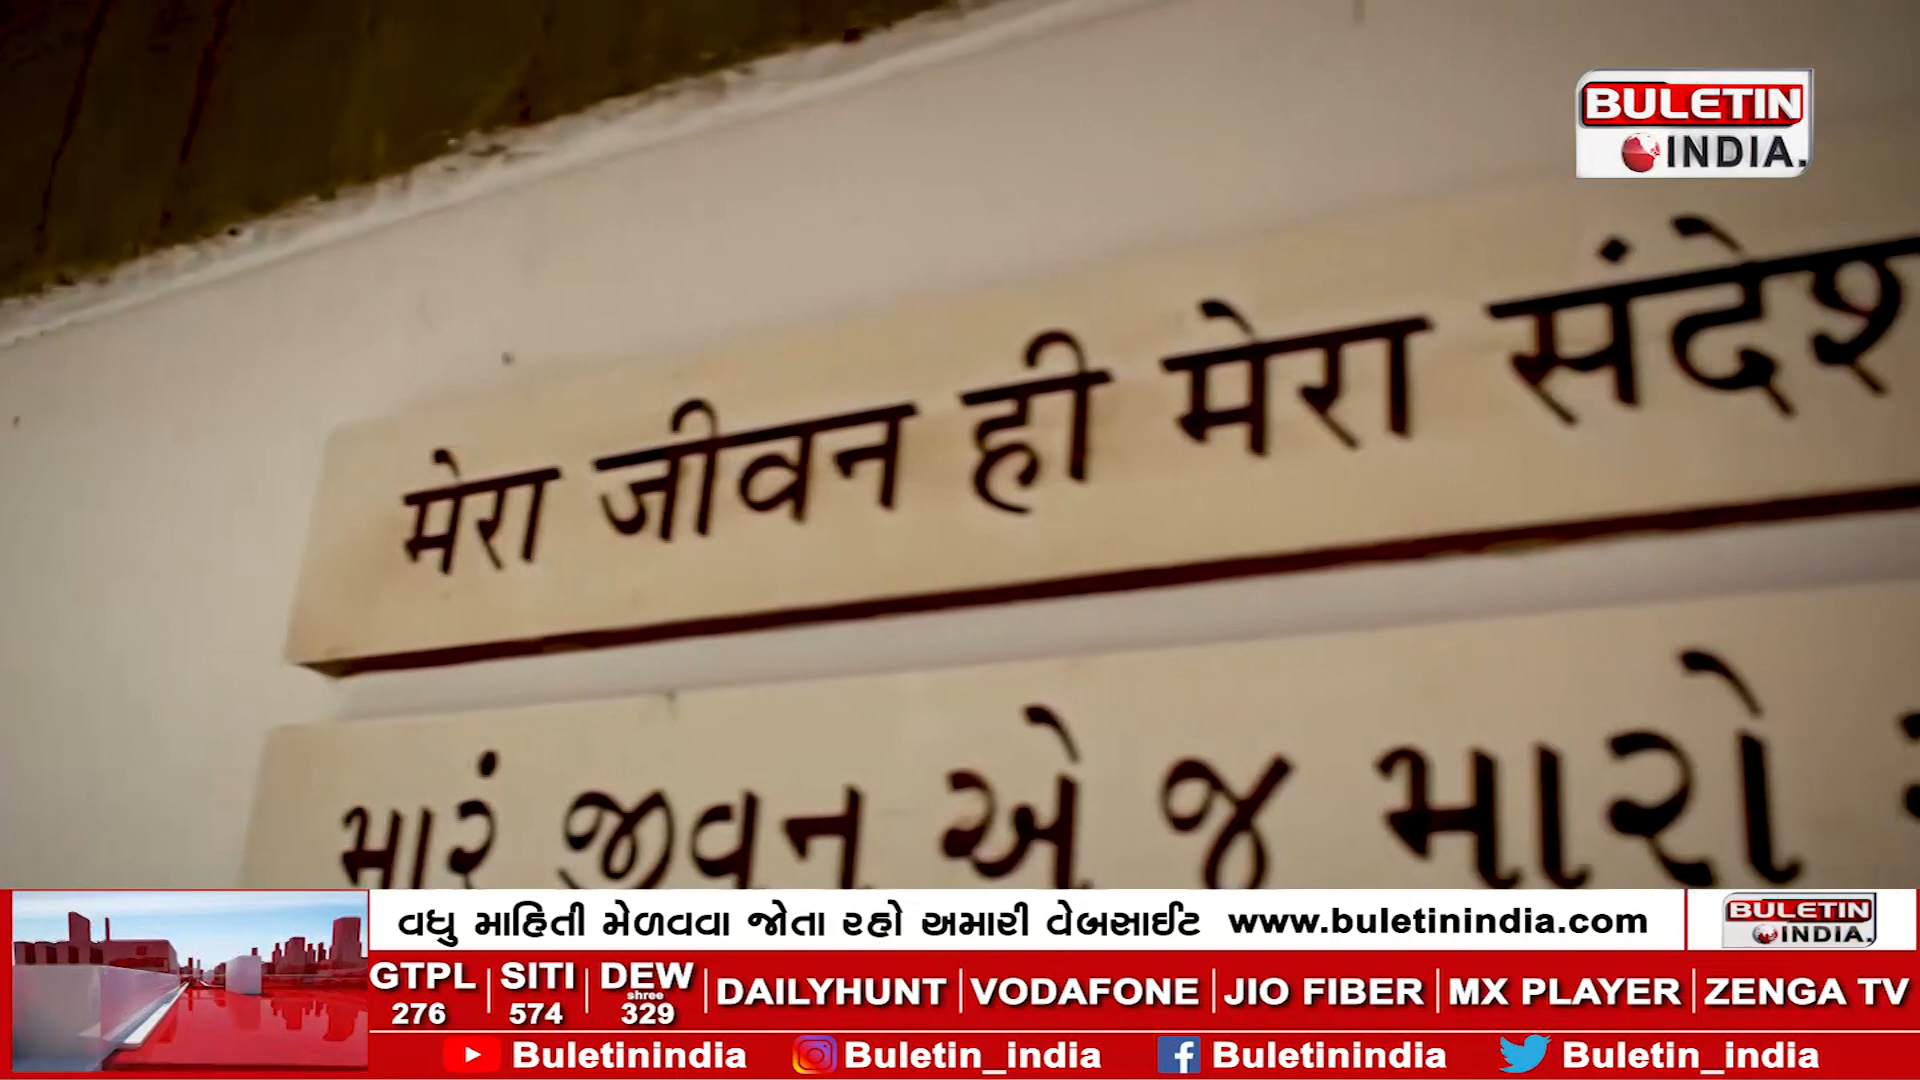 BULETIN
INDIA.
मेरा जीवन ही मेरा संदेश
મારું જીવન એ જ મારો
વધુ માહિતી મેળવવા જોતા રહો અમારી વેબસાઈટ www.buletinindia.com
BULETIN
INDIA.
GTPL 276 | SITI 574 | DEW shree 329 | DAILYHUNT | VODAFONE | JIO FIBER | MX PLAYER | ZENGA TV
Buletinindia Buletin_india Buletinindia Buletin_india